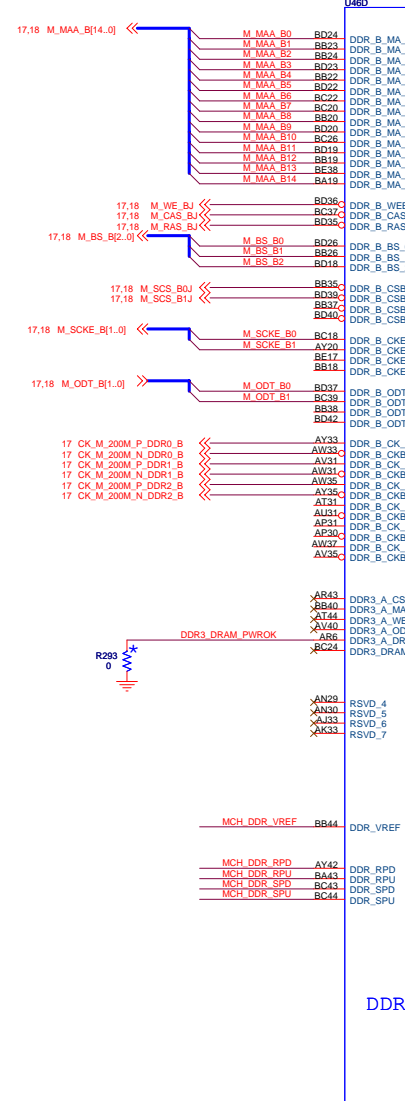 U46D
17,18 M_MAA_B[14..0]
M_MAA_B0 BD24 DDR_B_MA_
M_MAA_B1 BB23 DDR_B_MA_
M_MAA_B2 BB24 DDR_B_MA_
M_MAA_B3 BD23 DDR_B_MA_
M_MAA_B4 BB22 DDR_B_MA_
M_MAA_B5 BD22 DDR_B_MA_
M_MAA_B6 BC22 DDR_B_MA_
M_MAA_B7 BC20 DDR_B_MA_
M_MAA_B8 BB20 DDR_B_MA_
M_MAA_B9 BD20 DDR_B_MA_
M_MAA_B10 BC26 DDR_B_MA_
M_MAA_B11 BD19 DDR_B_MA_
M_MAA_B12 BB19 DDR_B_MA_
M_MAA_B13 BE38 DDR_B_MA_
M_MAA_B14 BA19 DDR_B_MA_
17,18 M_WE_BJ BD36 DDR_B_WEB
17,18 M_CAS_BJ BC37 DDR_B_CAS
17,18 M_RAS_BJ BD35 DDR_B_RAS
17,18 M_BS_B[2..0]
M_BS_B0 BD26 DDR_B_BS_
M_BS_B1 BB26 DDR_B_BS_
M_BS_B2 BD18 DDR_B_BS_
17,18 M_SCS_B0J BB35 DDR_B_CSB
17,18 M_SCS_B1J BD39 DDR_B_CSB
BB37 DDR_B_CSB
BD40 DDR_B_CSB
17,18 M_SCKE_B[1..0]
M_SCKE_B0 BC18 DDR_B_CKE
M_SCKE_B1 AY20 DDR_B_CKE
BE17 DDR_B_CKE
BB18 DDR_B_CKE
17,18 M_ODT_B[1..0]
M_ODT_B0 BD37 DDR_B_ODT
M_ODT_B1 BC39 DDR_B_ODT
BB38 DDR_B_ODT
BD42 DDR_B_ODT
17 CK_M_200M_P_DDR0_B AY33 DDR_B_CK_
17 CK_M_200M_N_DDR0_B AW33 DDR_B_CKB
17 CK_M_200M_P_DDR1_B AV31 DDR_B_CK_
17 CK_M_200M_N_DDR1_B AW31 DDR_B_CKB
17 CK_M_200M_P_DDR2_B AW35 DDR_B_CK_
17 CK_M_200M_N_DDR2_B AY35 DDR_B_CKB
AT31 DDR_B_CK_
AU31 DDR_B_CKB
AP31 DDR_B_CK_
AP30 DDR_B_CKB
AW37 DDR_B_CK_
AV35 DDR_B_CKB
AR43 DDR3_A_CS
BB40 DDR3_A_MA
AT44 DDR3_A_WE
AV40 DDR3_A_OD
DDR3_DRAM_PWROK AR6 DDR3_A_DR
BC24 DDR3_DRAM
R293
0
*
AN29 RSVD_4
AN30 RSVD_5
AJ33 RSVD_6
AK33 RSVD_7
MCH_DDR_VREF BB44 DDR_VREF
MCH_DDR_RPD AY42 DDR_RPD
MCH_DDR_RPU BA43 DDR_RPU
MCH_DDR_SPD BC43 DDR_SPD
MCH_DDR_SPU BC44 DDR_SPU
DDR